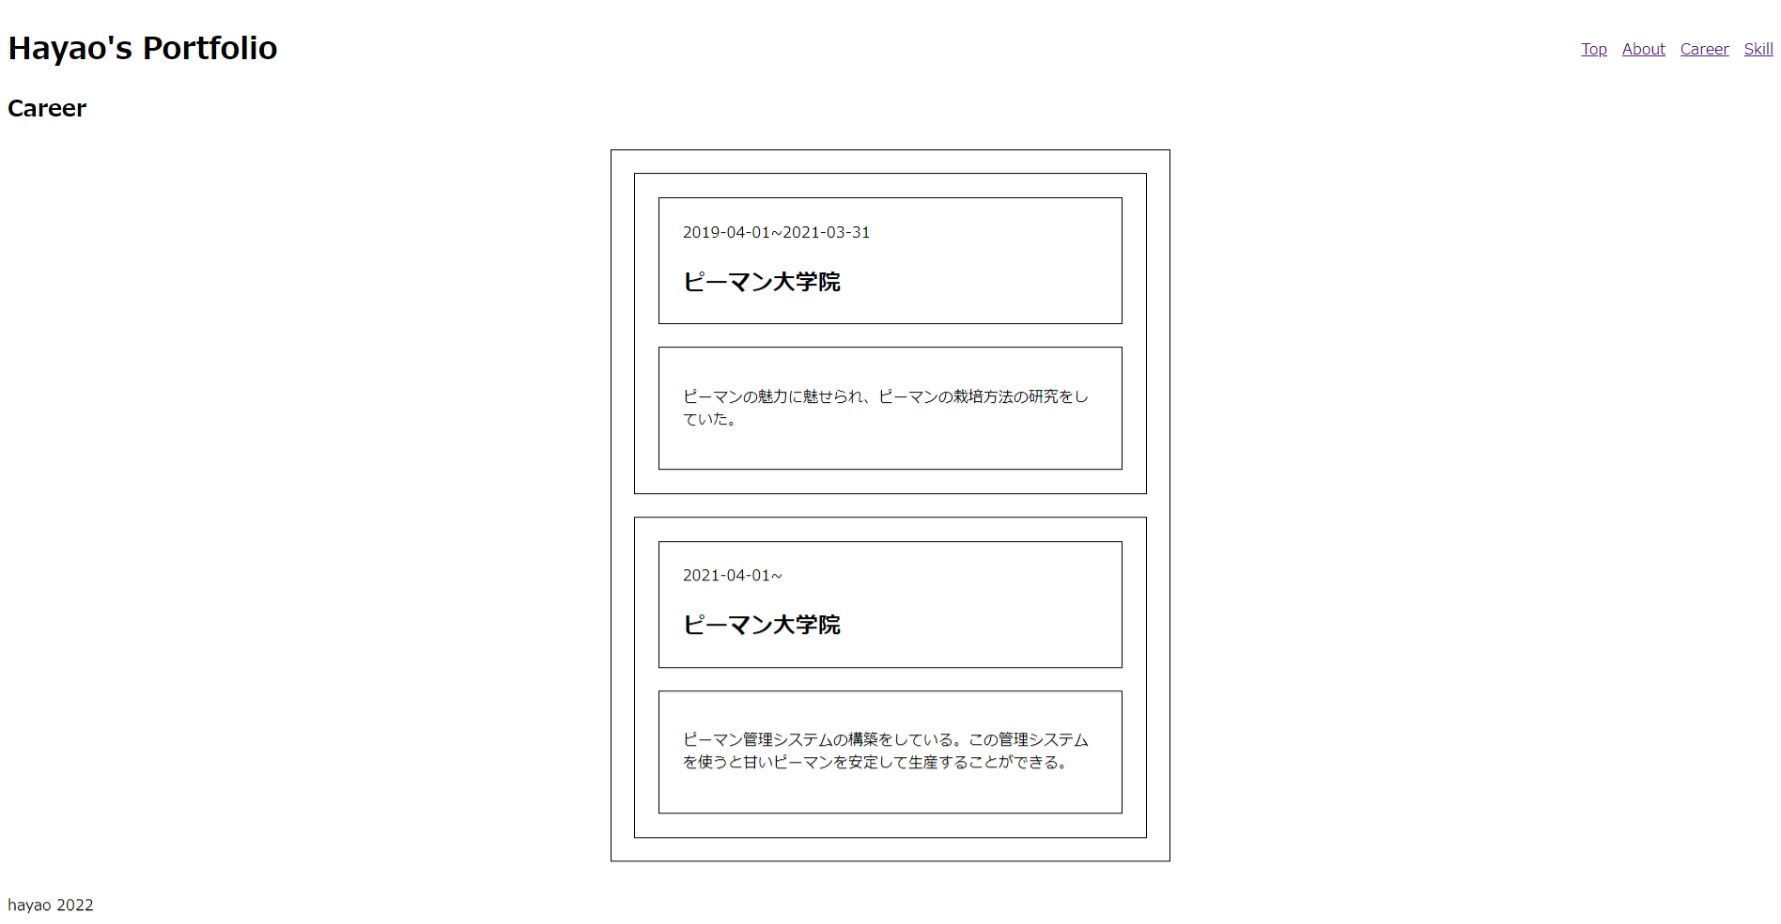 Hayao's Portfolio
Top About Career Skill
Career
2019-04-01~2021-03-31
ピーマン大学院
ピーマンの魅力に魅せられ、ピーマンの栽培方法の研究をし
ていた。
2021-04-01~
ピーマン大学院
ピーマン管理システムの構築をしている。この管理システム
を使うと甘いピーマンを安定して生産することができる。
hayao 2022